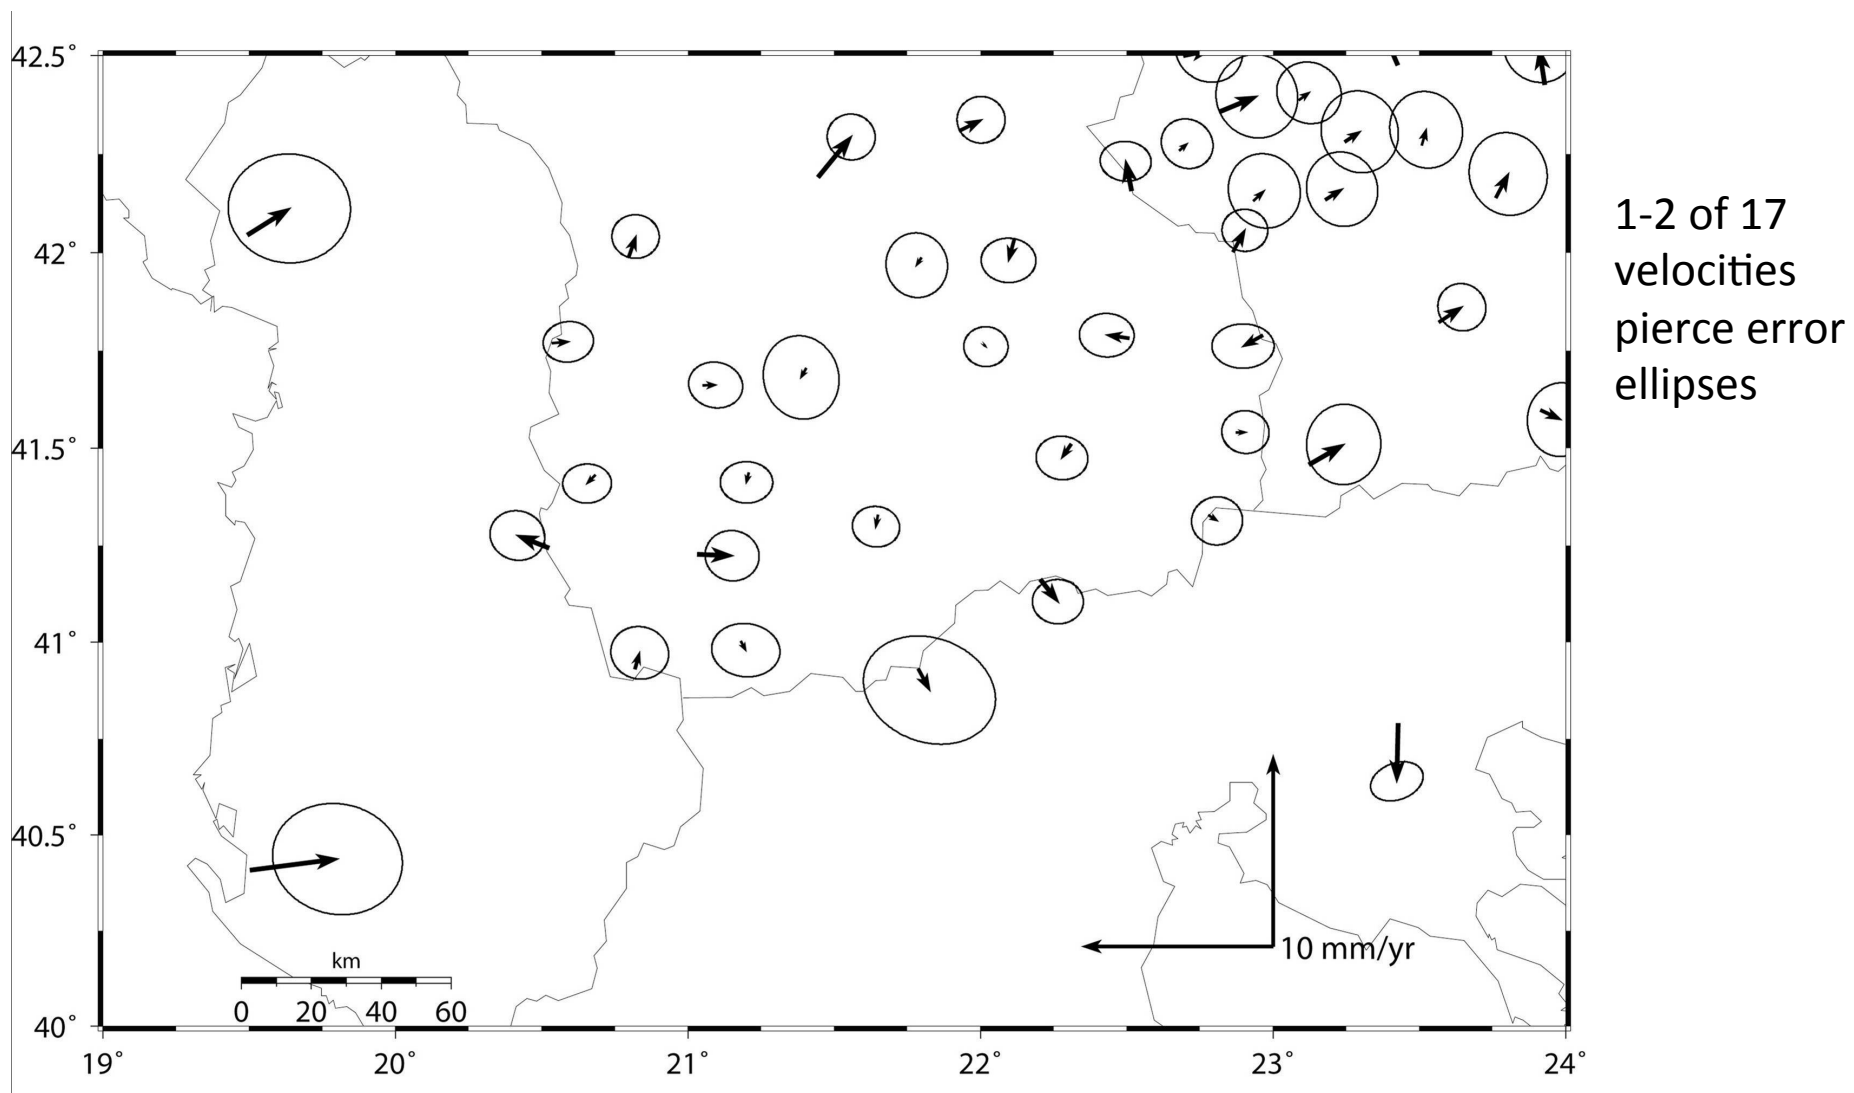 42.5°
42°
41.5°
41°
40.5°
40°
1-2 of 17
velocities
pierce error
ellipses
10 mm/yr
km
0 20 40 60
19° 20° 21° 22° 23° 24°